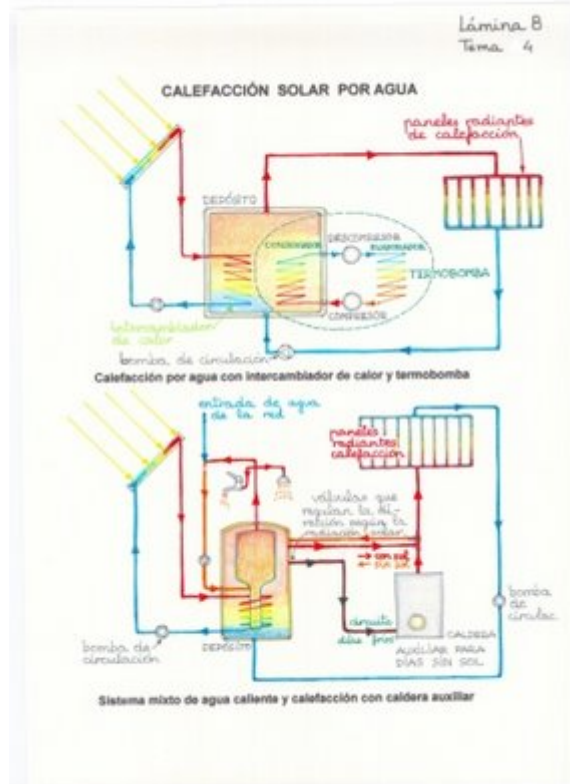 Lámina 8
Tema 4
CALEFACCIÓN SOLAR POR AGUA
paneles radiantes
de calefacción
DEPÓSITO
CONDENSADOR
DESCOMPRESOR
EVAPORADOR
TERMOBOMBA
COMPRESOR
intercambiador
de calor
bomba de circulación
Calefacción por agua con intercambiador de calor y termobomba
entrada de agua
de la red
paneles
radiantes
calefacción
válvulas que
regulan la di-
rección según la
radiación solar
con sol
sin sol
bomba
de
circulac.
circuito
días fríos
CALDERA
AUXILIAR PARA
DÍAS SIN SOL
bomba de
circulación
DEPÓSITO
Sistema mixto de agua caliente y calefacción con caldera auxiliar